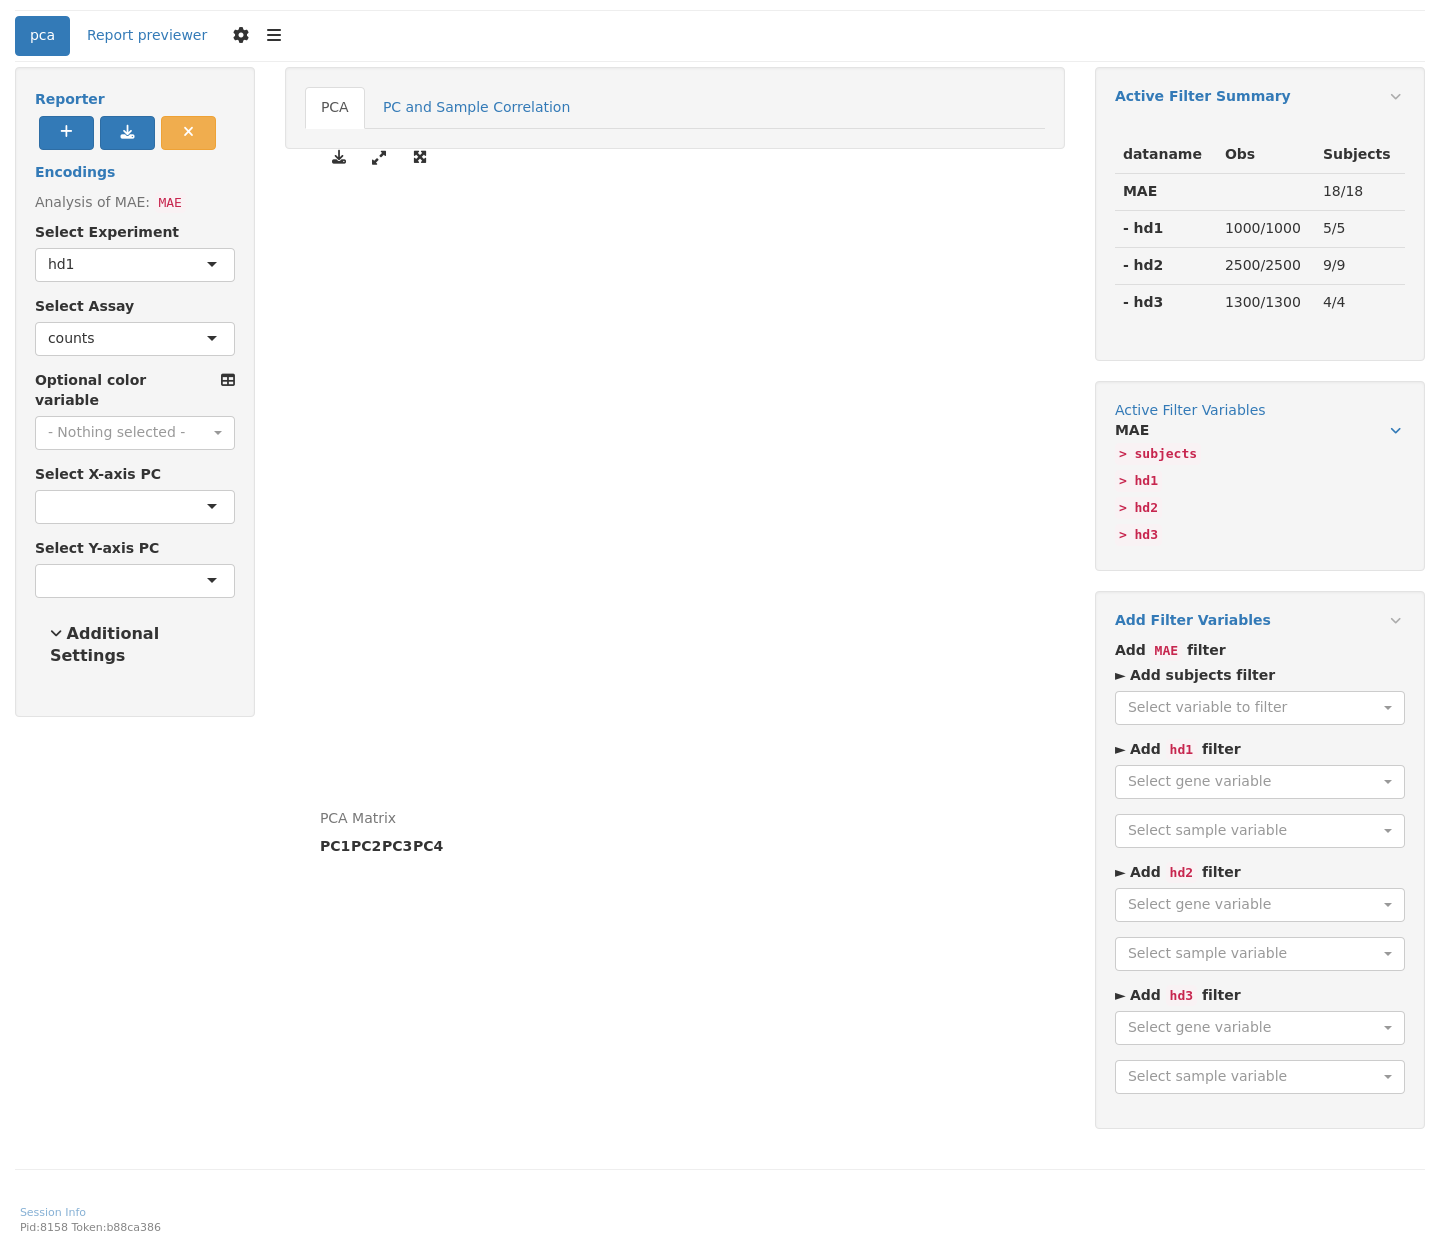 pca
Report previewer
Reporter
Encodings
Analysis of MAE: MAE
Select Experiment
hd1
Select Assay
counts
Optional color
variable
- Nothing selected -
Select X-axis PC
Select Y-axis PC
Additional
Settings
PCA
PC and Sample Correlation
PCA Matrix
PC1PC2PC3PC4
Active Filter Summary
dataname Obs Subjects
MAE 18/18
- hd1 1000/1000 5/5
- hd2 2500/2500 9/9
- hd3 1300/1300 4/4
Active Filter Variables
MAE
> subjects
> hd1
> hd2
> hd3
Add Filter Variables
Add MAE filter
► Add subjects filter
Select variable to filter
► Add hd1 filter
Select gene variable
Select sample variable
► Add hd2 filter
Select gene variable
Select sample variable
► Add hd3 filter
Select gene variable
Select sample variable
Session Info
Pid:8158 Token:b88ca386